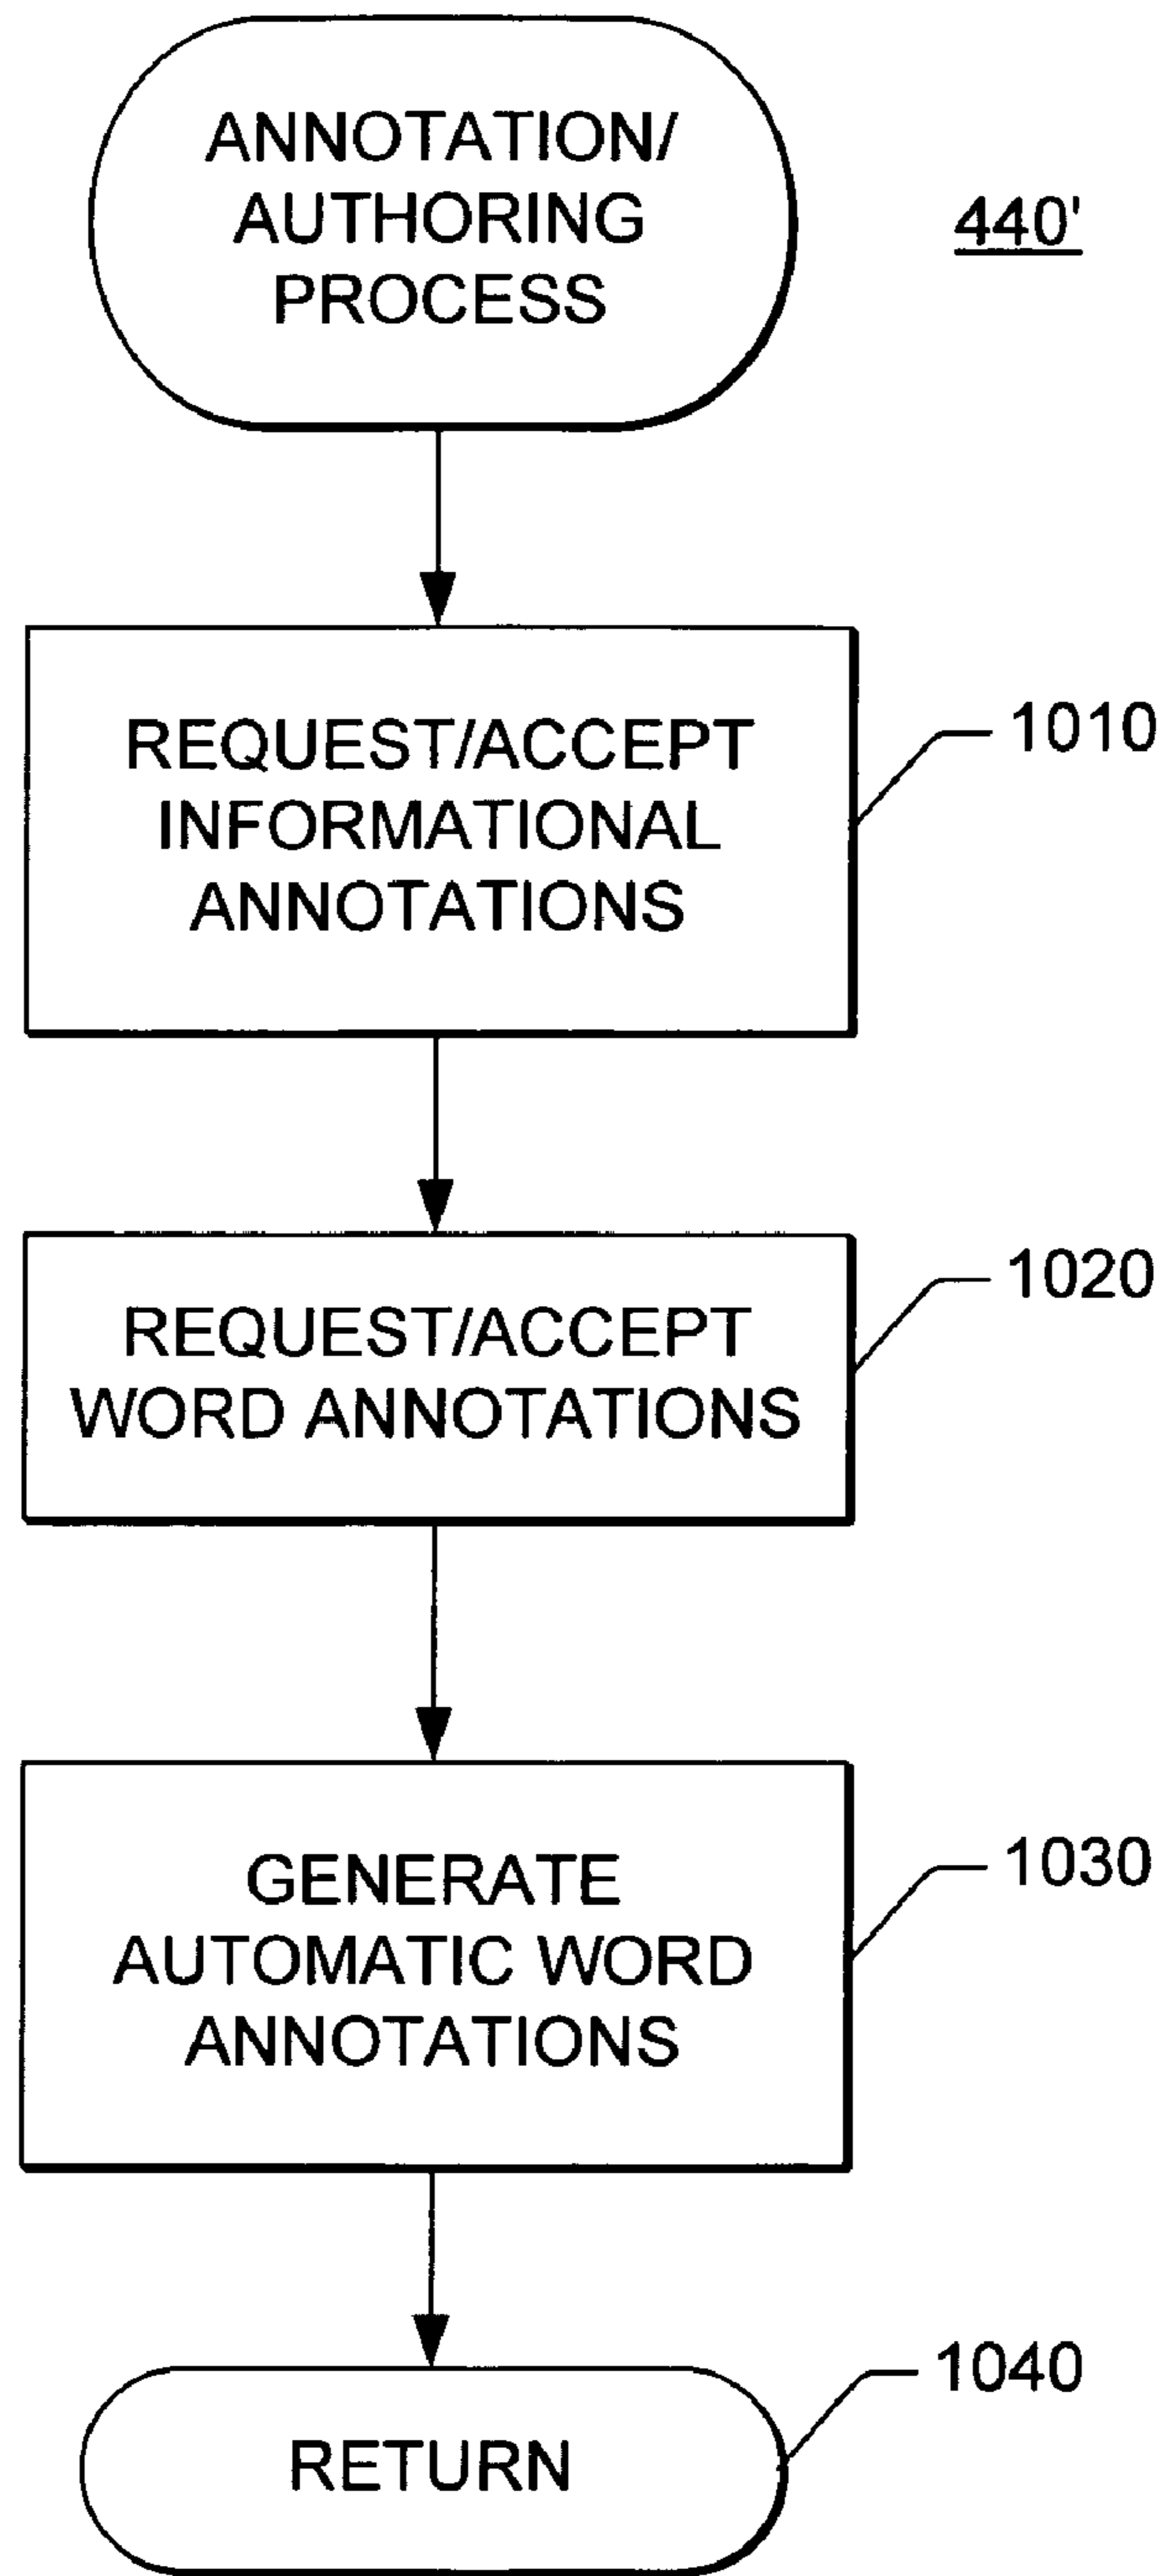 ANNOTATION/
AUTHORING
PROCESS
440'
REQUEST/ACCEPT
INFORMATIONAL
ANNOTATIONS
1010
REQUEST/ACCEPT
WORD ANNOTATIONS
1020
GENERATE
AUTOMATIC WORD
ANNOTATIONS
1030
RETURN
1040